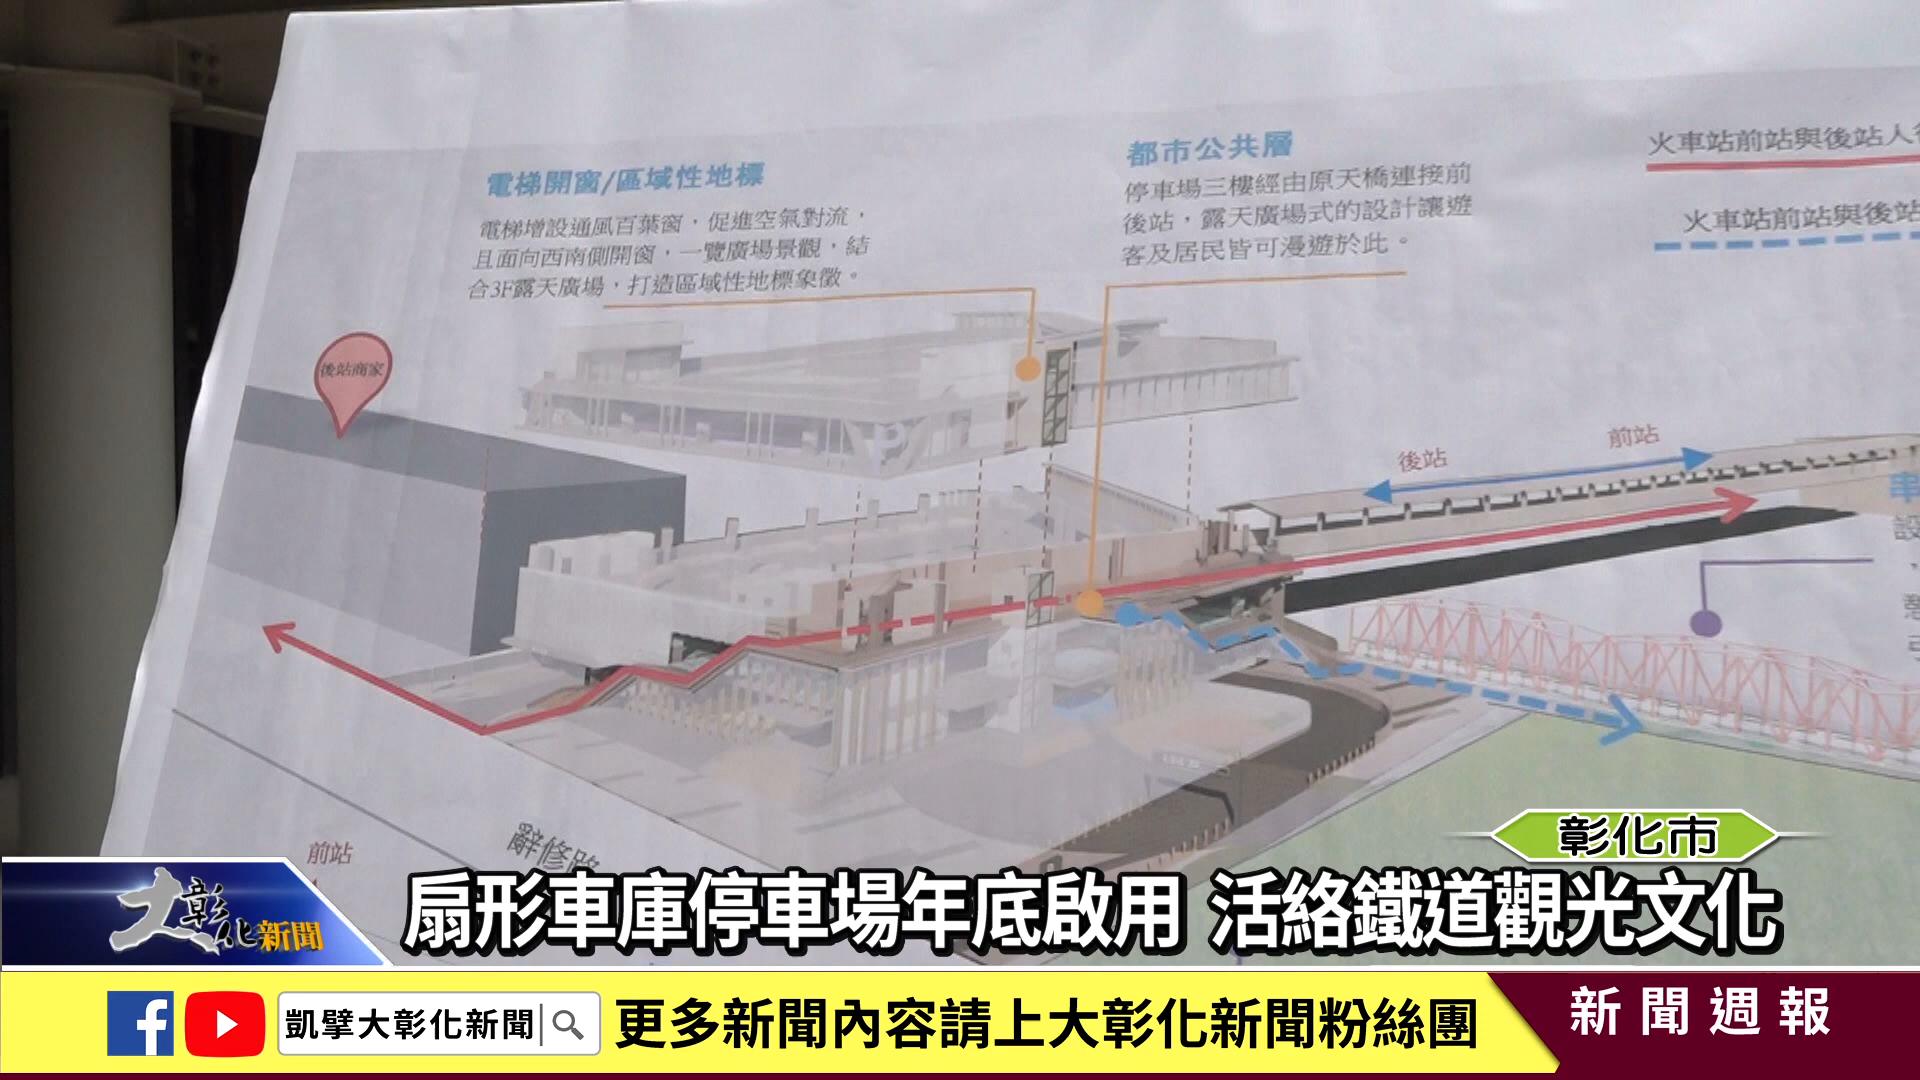 電梯開窗/區域性地標
電梯增設通風百葉窗，促進空氣對流，
且面向西南側開窗，一覽廣場景觀，結
合3F露天廣場，打造區域性地標象徵。
都市公共層
停車場三樓經由原天橋連接前
後站，露天廣場式的設計讓遊
客及居民皆可漫遊於此。
火車站前站與後站人
火車站前站與後站
後站商家
P
後站
前站
串
設
前站
辭修路
彰化市
大彰化新聞
扇形車庫停車場年底啟用 活絡鐵道觀光文化
凱擘大彰化新聞
更多新聞內容請上大彰化新聞粉絲團
新聞週報